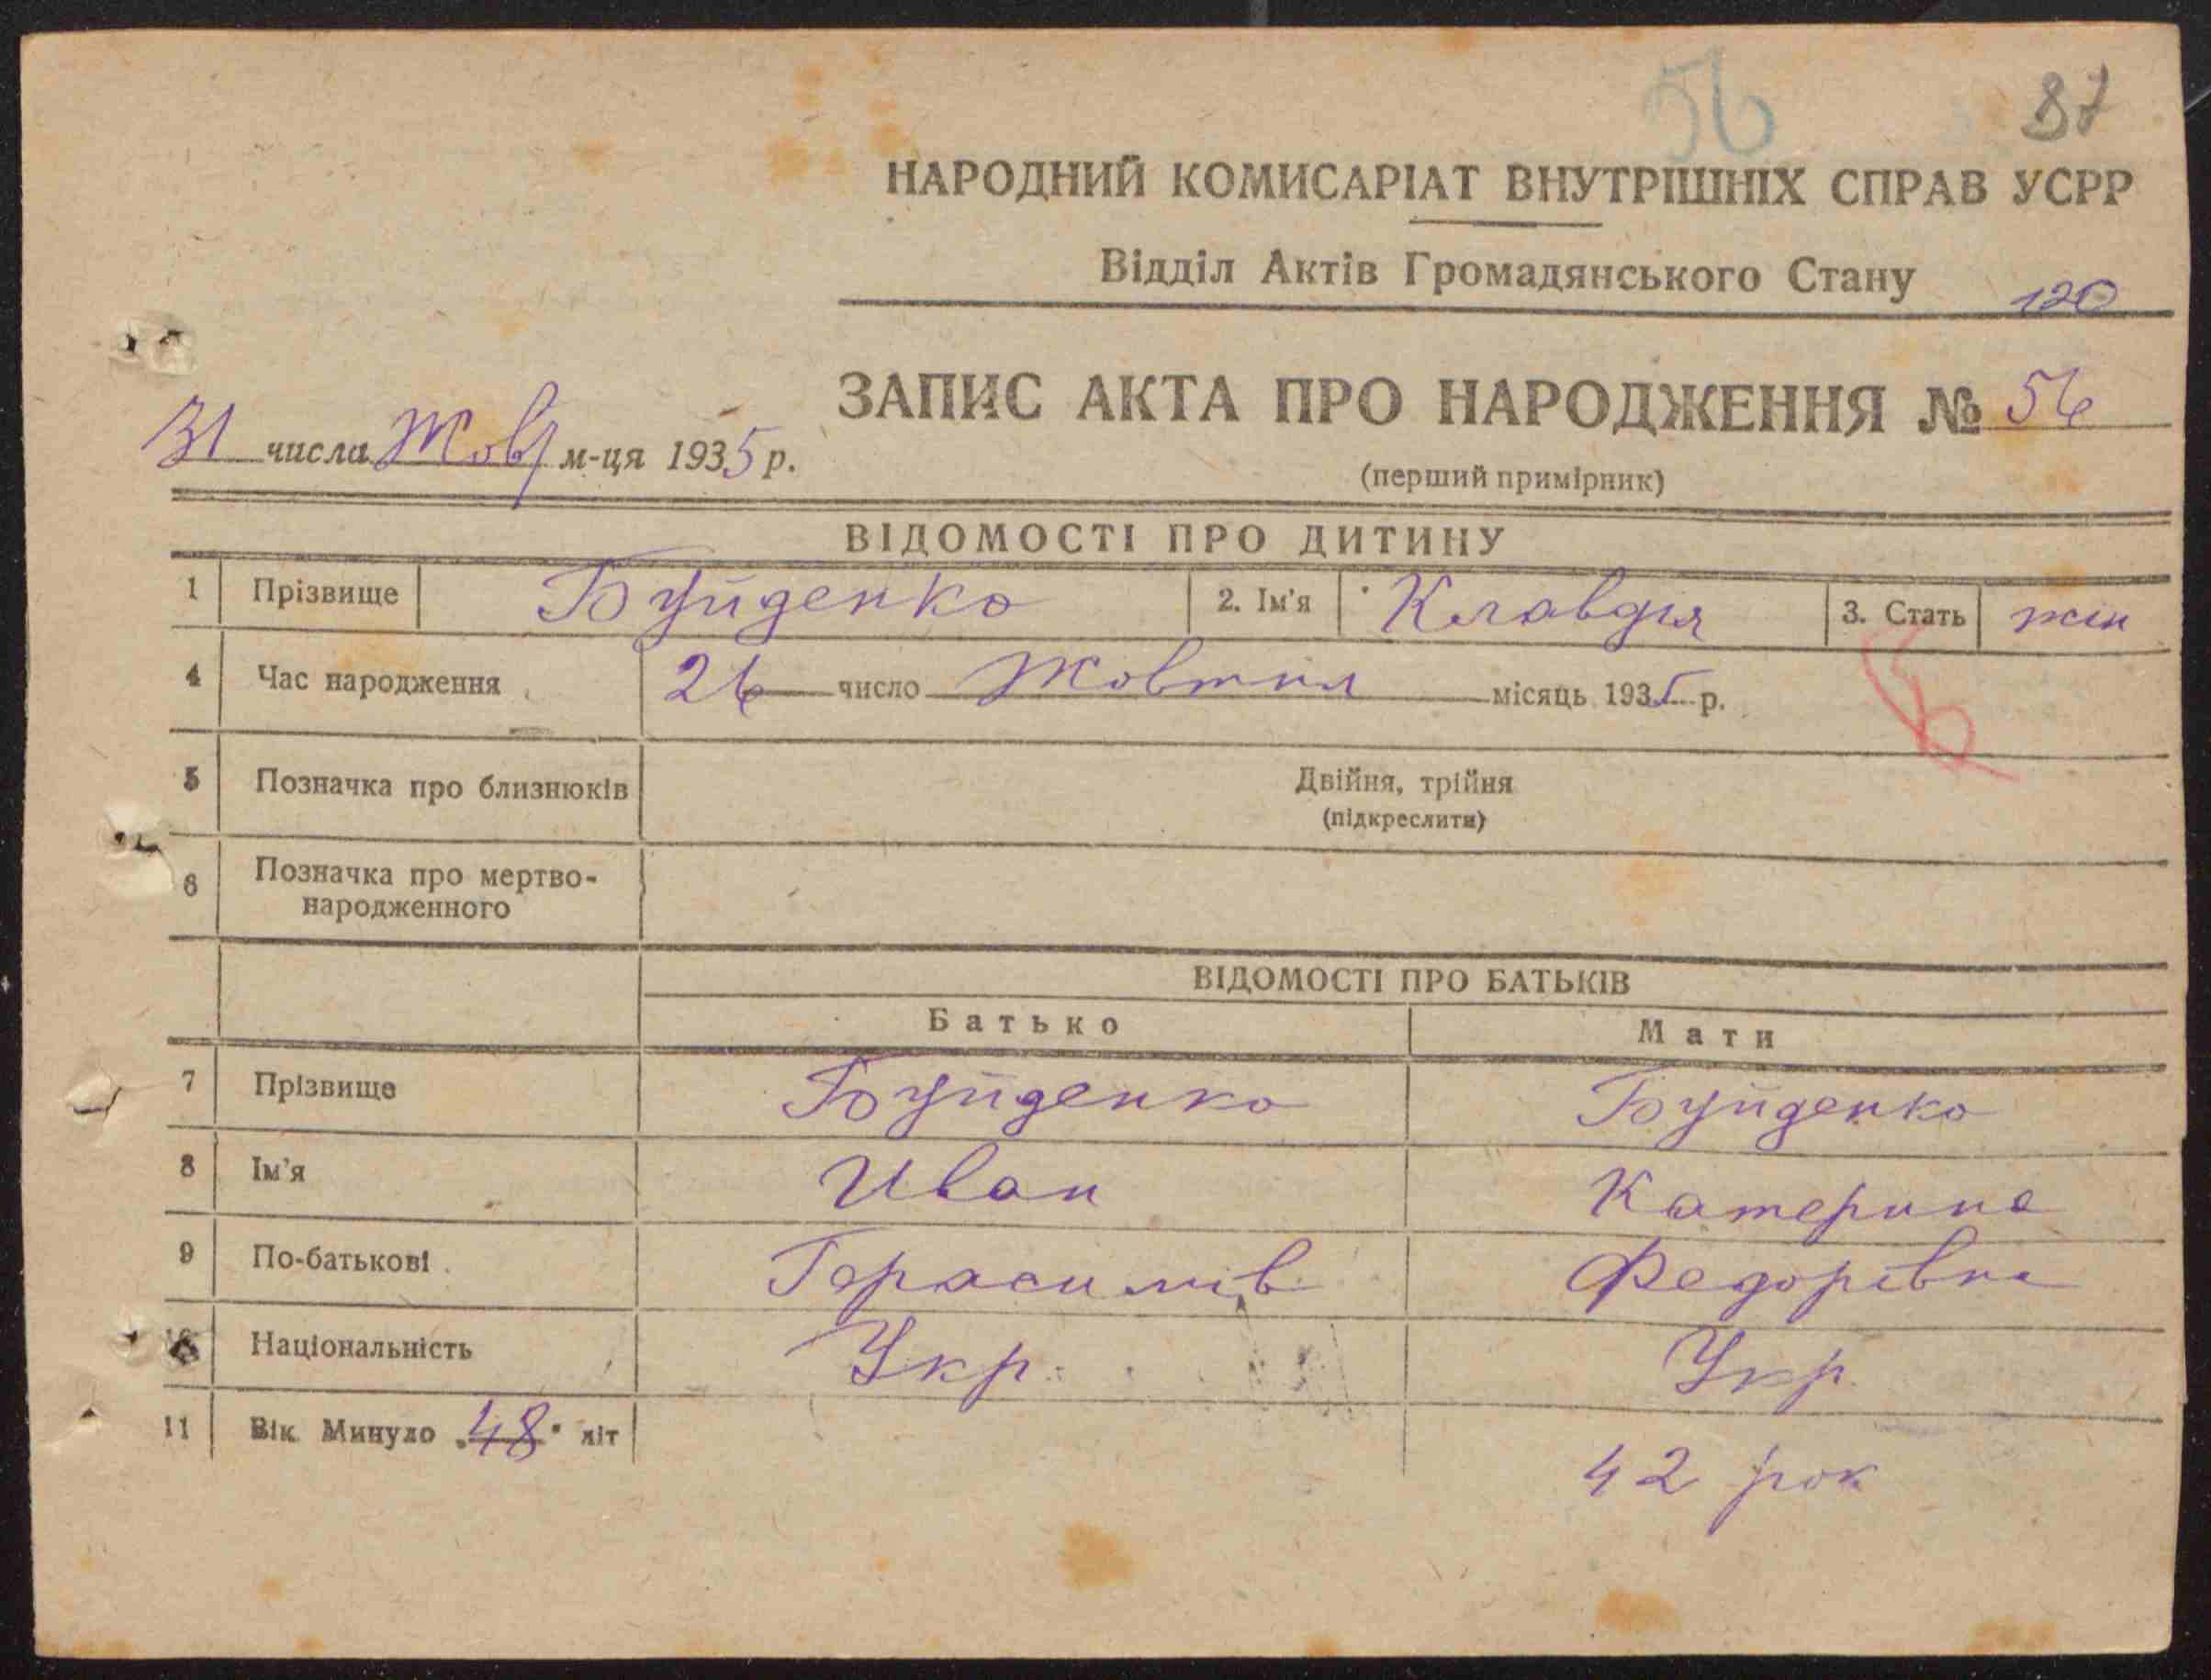 56 87
НАРОДНИЙ КОМИСАРІАТ ВНУТРІШНІХ СПРАВ УСРР
Відділ Актів Громадянського Стану 120
ЗАПИС АКТА ПРО НАРОДЖЕННЯ № 56
31 числа Жовт м-ця 1935 р.
(перший примірник)
ВІДОМОСТІ ПРО ДИТИНУ
1 Прізвище Буйденко 2. Ім'я Клавдія 3. Стать жін
4 Час народження 26 число Жовтня місяць 1935 р.
5 Позначка про близнюків Двійня, трійня
(підкреслити)
6 Позначка про мертво-
народженного
ВІДОМОСТІ ПРО БАТЬКІВ
Батько Мати
7 Прізвище Буйденко Буйденко
8 Ім'я Иван Катерина
9 По-батькові Герасимів Федорівна
10 Національність Укр. Укр.
11 Вік Минуло „48" літ 42 рок